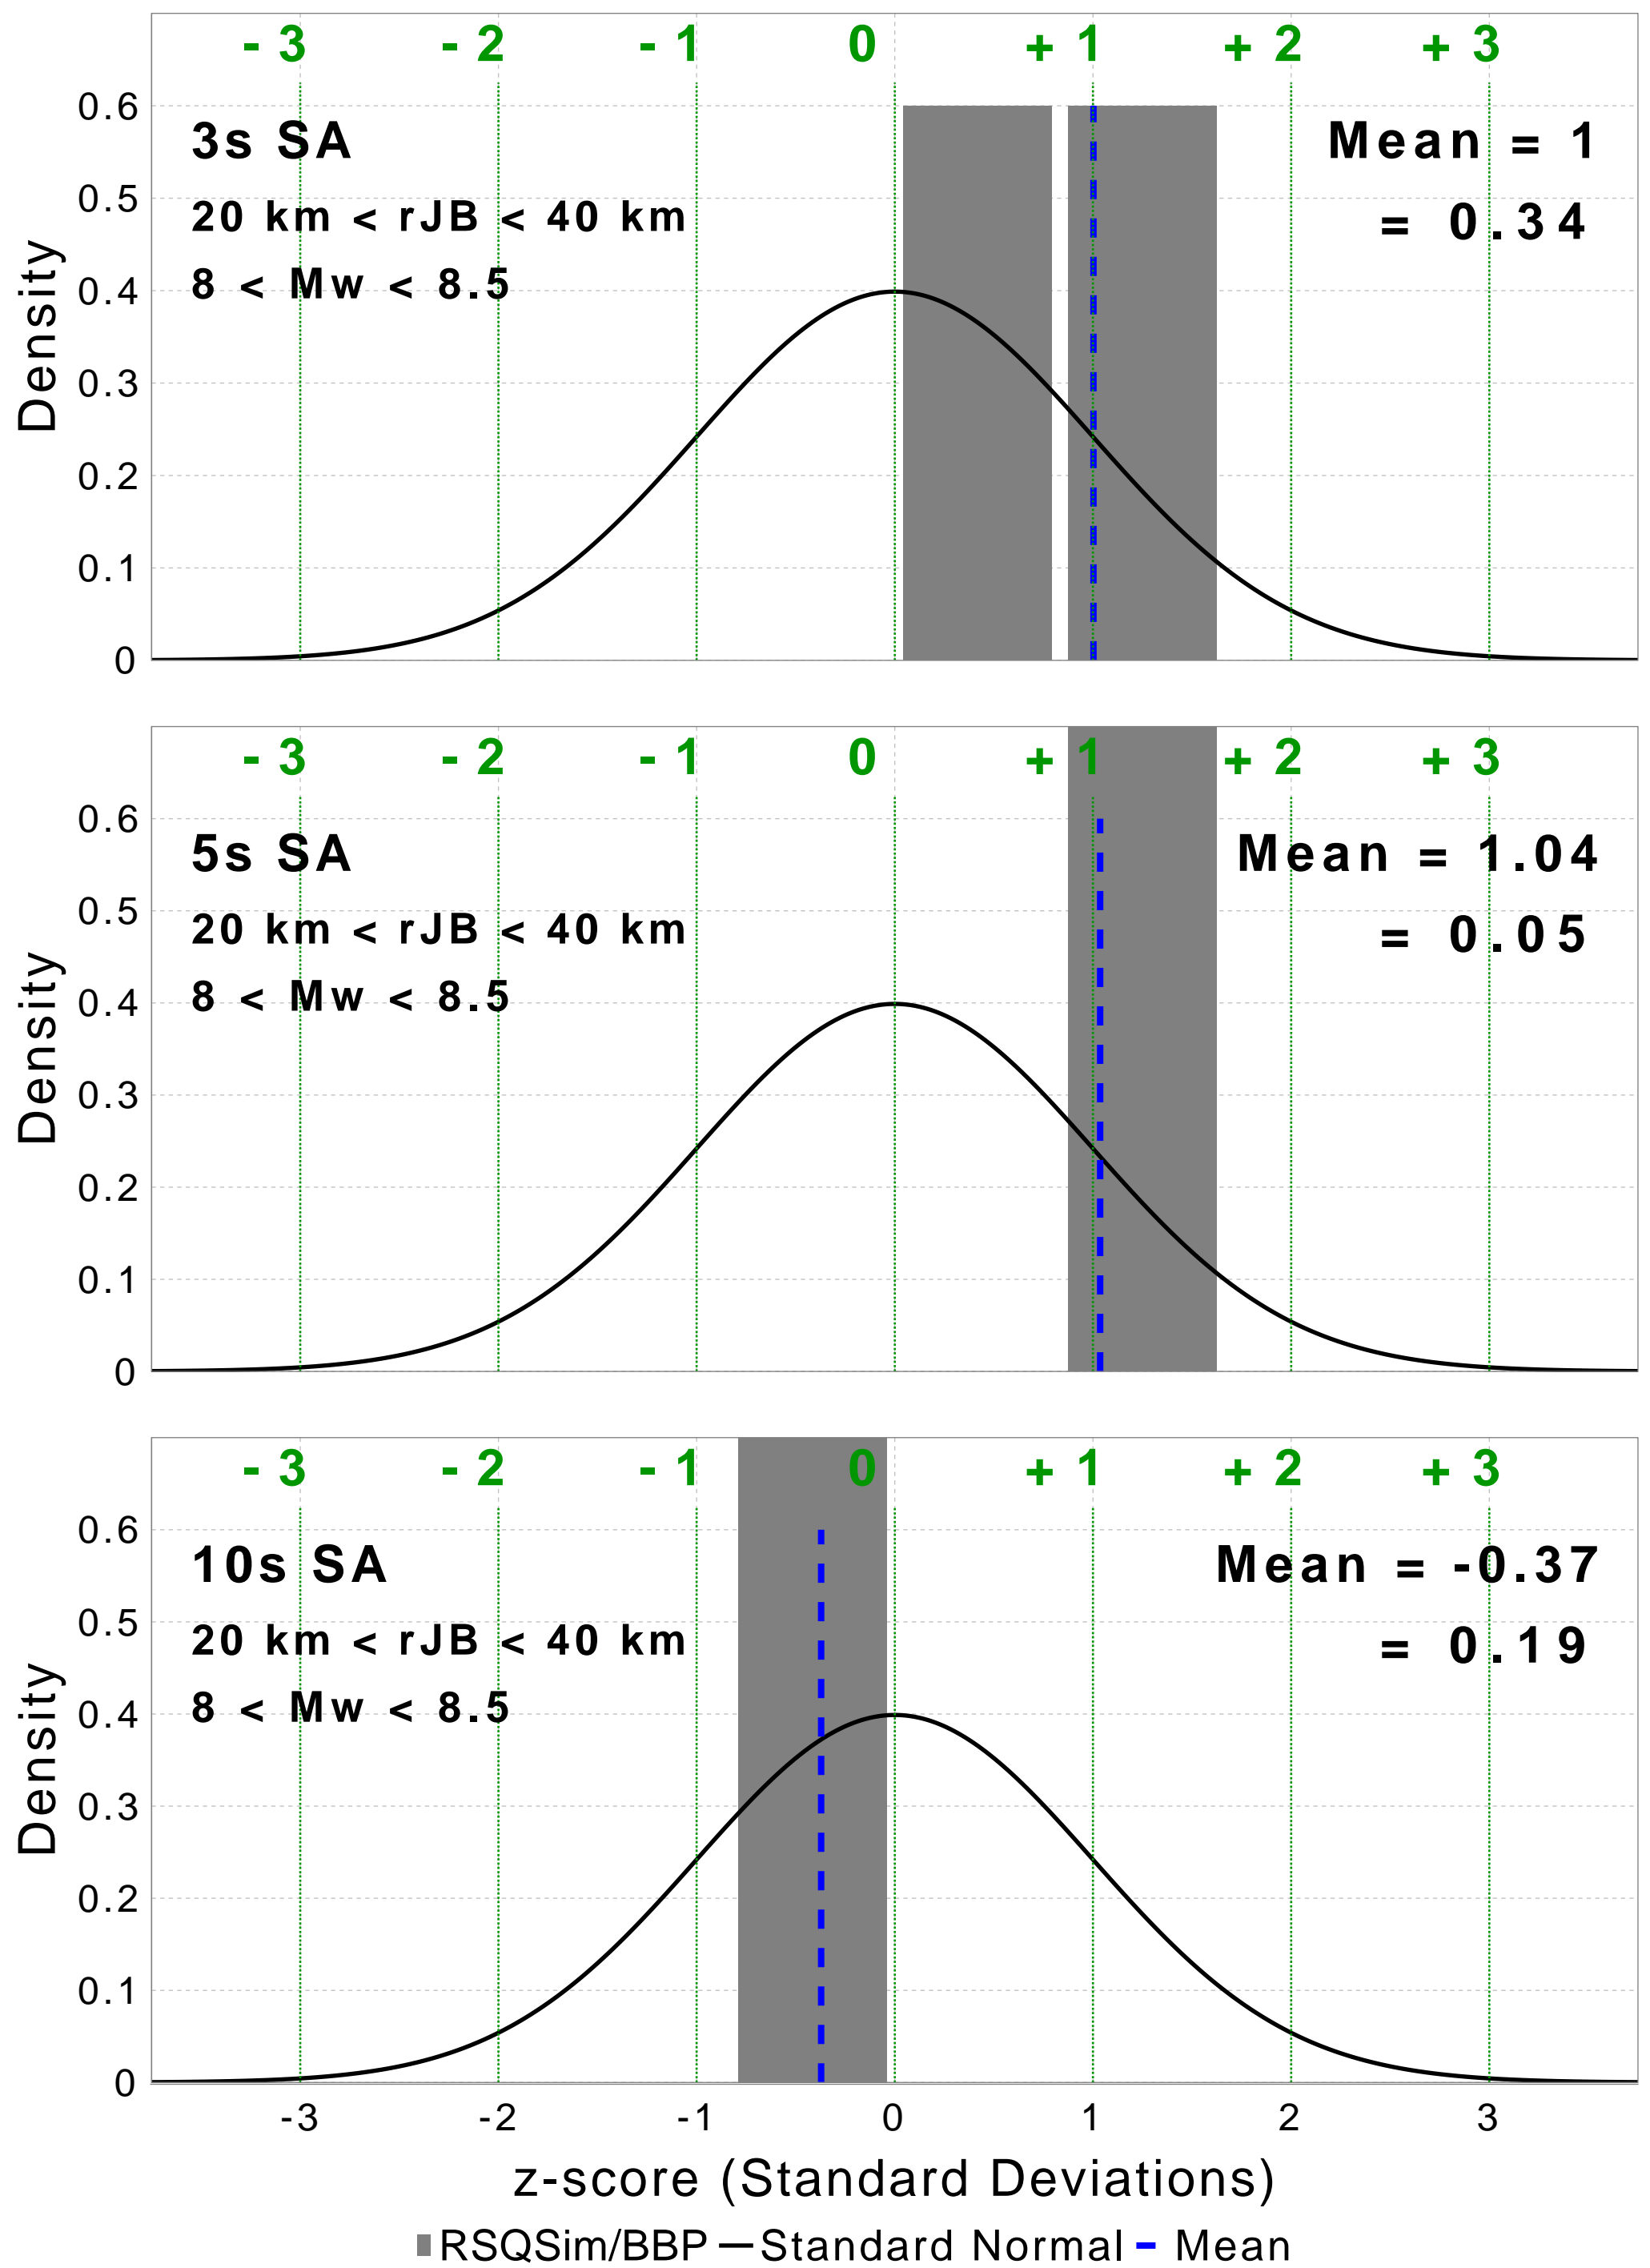 - 3 - 2 - 1 0 + 1 + 2 + 3
0.6
3s SA
Mean = 1
0.5
20 km < rJB < 40 km
= 0.34
0.4
8 < Mw < 8.5
0.3
0.2
0.1
0
Density
- 3 - 2 - 1 0 + 1 + 2 + 3
0.6
5s SA
Mean = 1.04
0.5
20 km < rJB < 40 km
= 0.05
0.4
8 < Mw < 8.5
0.3
0.2
0.1
0
Density
- 3 - 2 - 1 0 + 1 + 2 + 3
0.6
10s SA
Mean = -0.37
0.5
20 km < rJB < 40 km
= 0.19
0.4
8 < Mw < 8.5
0.3
0.2
0.1
0
Density
-3 -2 -1 0 1 2 3
z-score (Standard Deviations)
RSQSim/BBP Standard Normal Mean